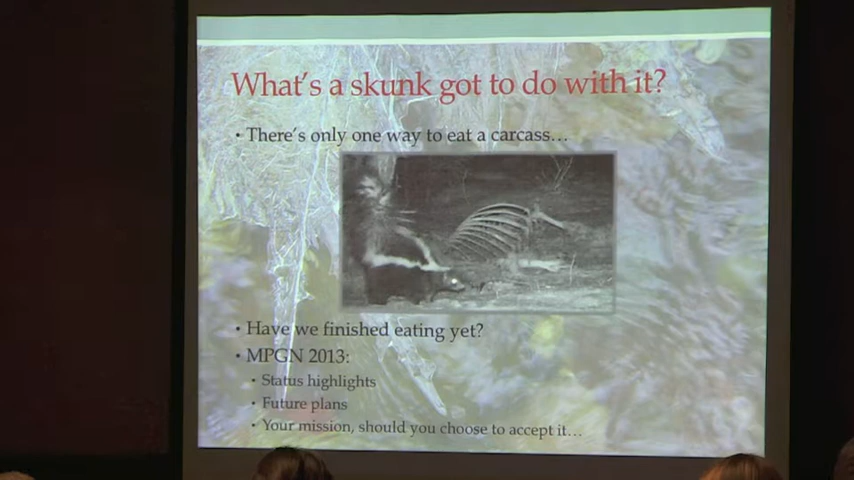 What's a skunk got to do with it?
• There's only one way to eat a carcass…
• Have we finished eating yet?
• MPGN 2013:
• Status highlights
• Future plans
• Your mission, should you choose to accept it…